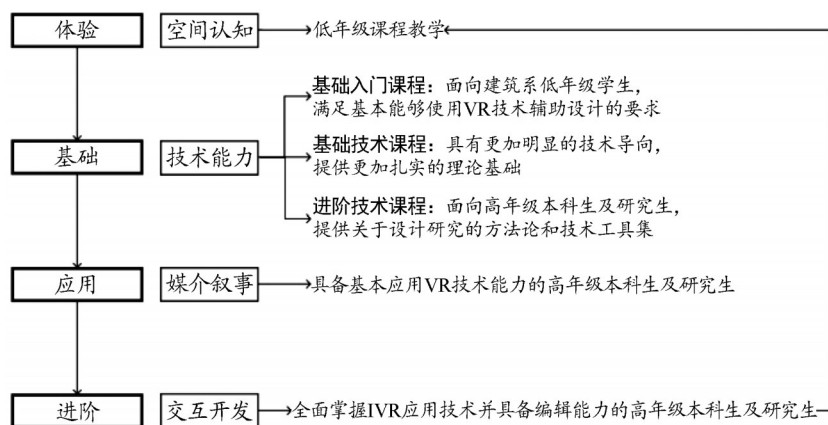 体验 空间认知 低年级课程教学
基础入门课程：面向建筑系低年级学生，
满足基本能够使用VR技术辅助设计的要求
基础 技术能力 基础技术课程：具有更加明显的技术导向，
提供更加扎实的理论基础
进阶技术课程：面向高年级本科生及研究生，
提供关于设计研究的方法论和技术工具集
应用 媒介叙事 具备基本应用VR技术能力的高年级本科生及研究生
进阶 交互开发 全面掌握IVR应用技术并具备编辑能力的高年级本科生及研究生